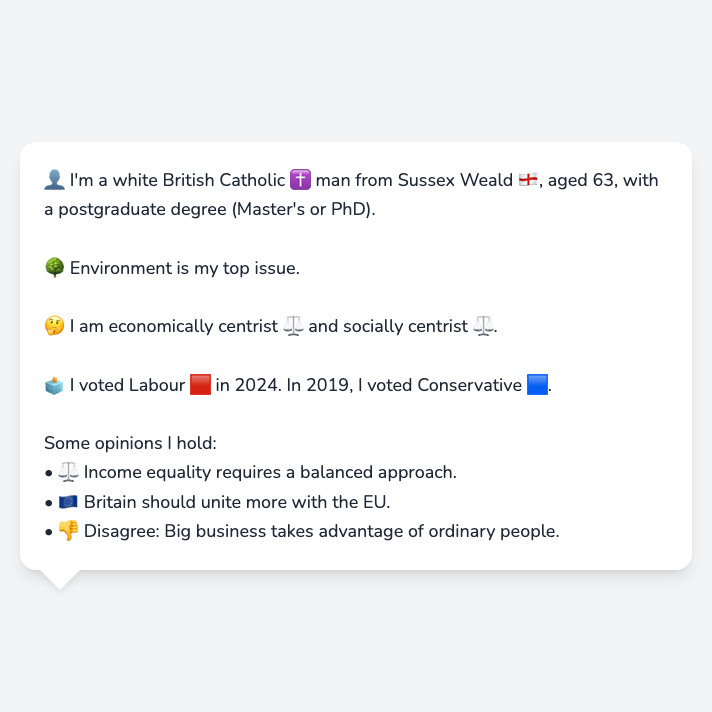 👤 I'm a white British Catholic ✝️ man from Sussex Weald 🏴󠁧󠁢󠁥󠁮󠁧󠁿, aged 63, with
a postgraduate degree (Master's or PhD).
🌳 Environment is my top issue.
🤔 I am economically centrist ⚖️ and socially centrist ⚖️.
🗳️ I voted Labour 🟥 in 2024. In 2019, I voted Conservative 🟦.
Some opinions I hold:
• ⚖️ Income equality requires a balanced approach.
• 🇪🇺 Britain should unite more with the EU.
• 👎 Disagree: Big business takes advantage of ordinary people.